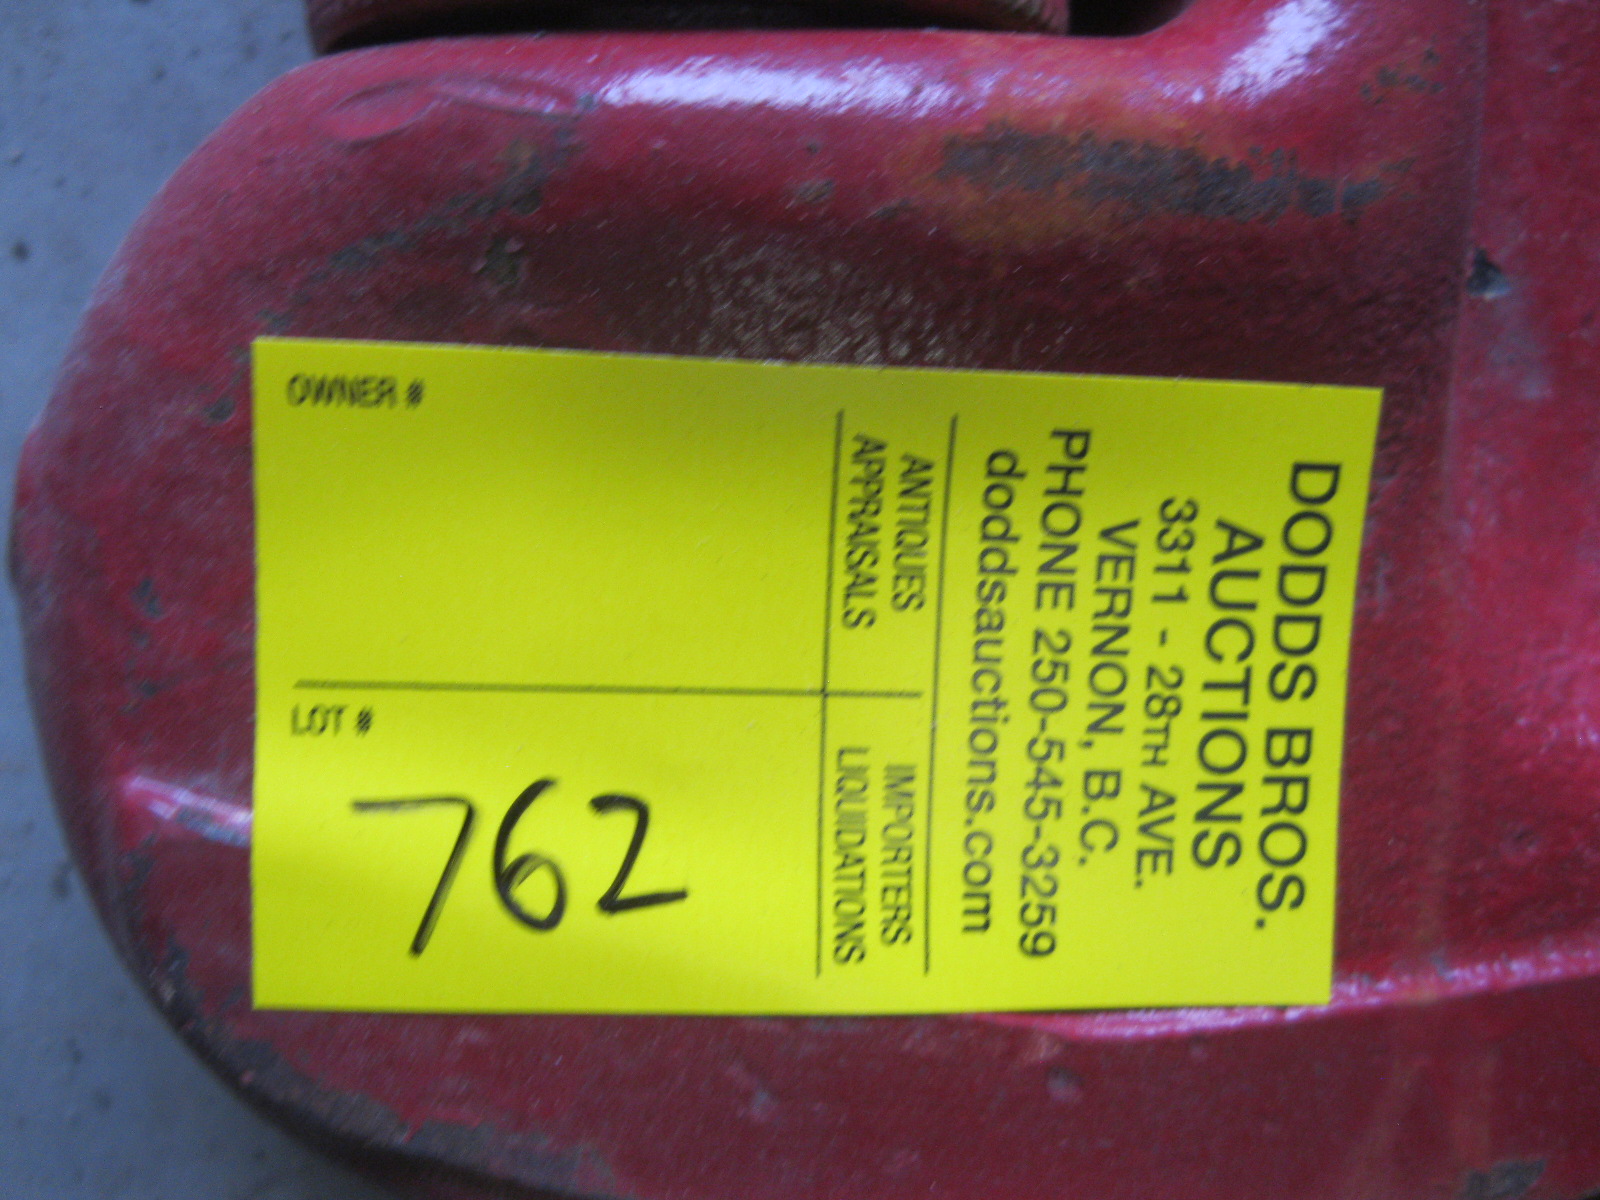 DODDS BROS.
AUCTIONS
3311 - 28TH AVE.
VERNON, B.C.
PHONE 250-545-3259
doddsauctions.com
ANTIQUES
APPRAISALS
IMPORTERS
LIQUIDATIONS
OWNER #
LOT #
762